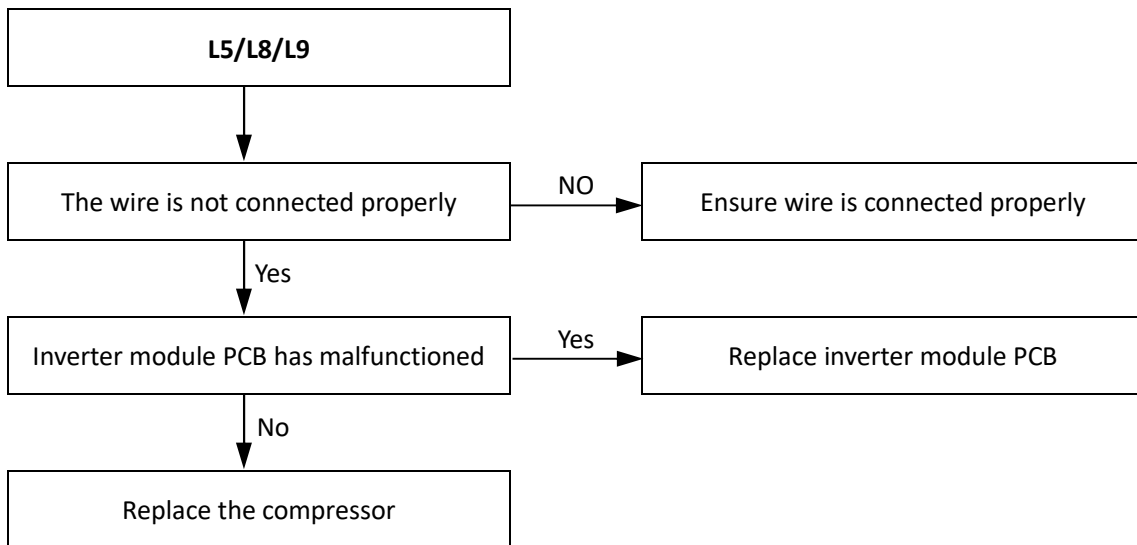 L5/L8/L9
The wire is not connected properly
NO
Ensure wire is connected properly
Yes
Inverter module PCB has malfunctioned
Yes
Replace inverter module PCB
No
Replace the compressor